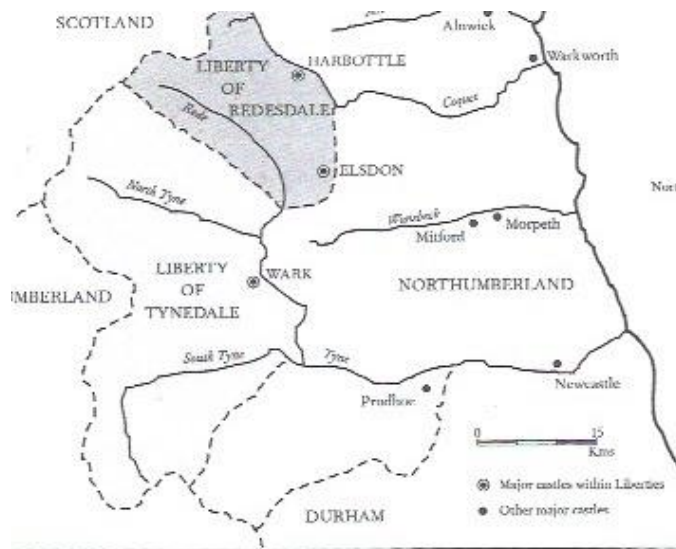 SCOTLAND
Alnwick
Warkworth
HARBOTTLE
LIBERTY
OF
REDESDALE
Rede
Coquet
ELSDON
North Tyne
Wansbeck
Mitford
Morpeth
LIBERTY
OF
TYNEDALE
WARK
NORTHUMBERLAND
UMBERLAND
South Tyne
Tyne
Prudhoe
Newcastle
0 15
Kms
Major castles within Liberties
Other major castles
DURHAM